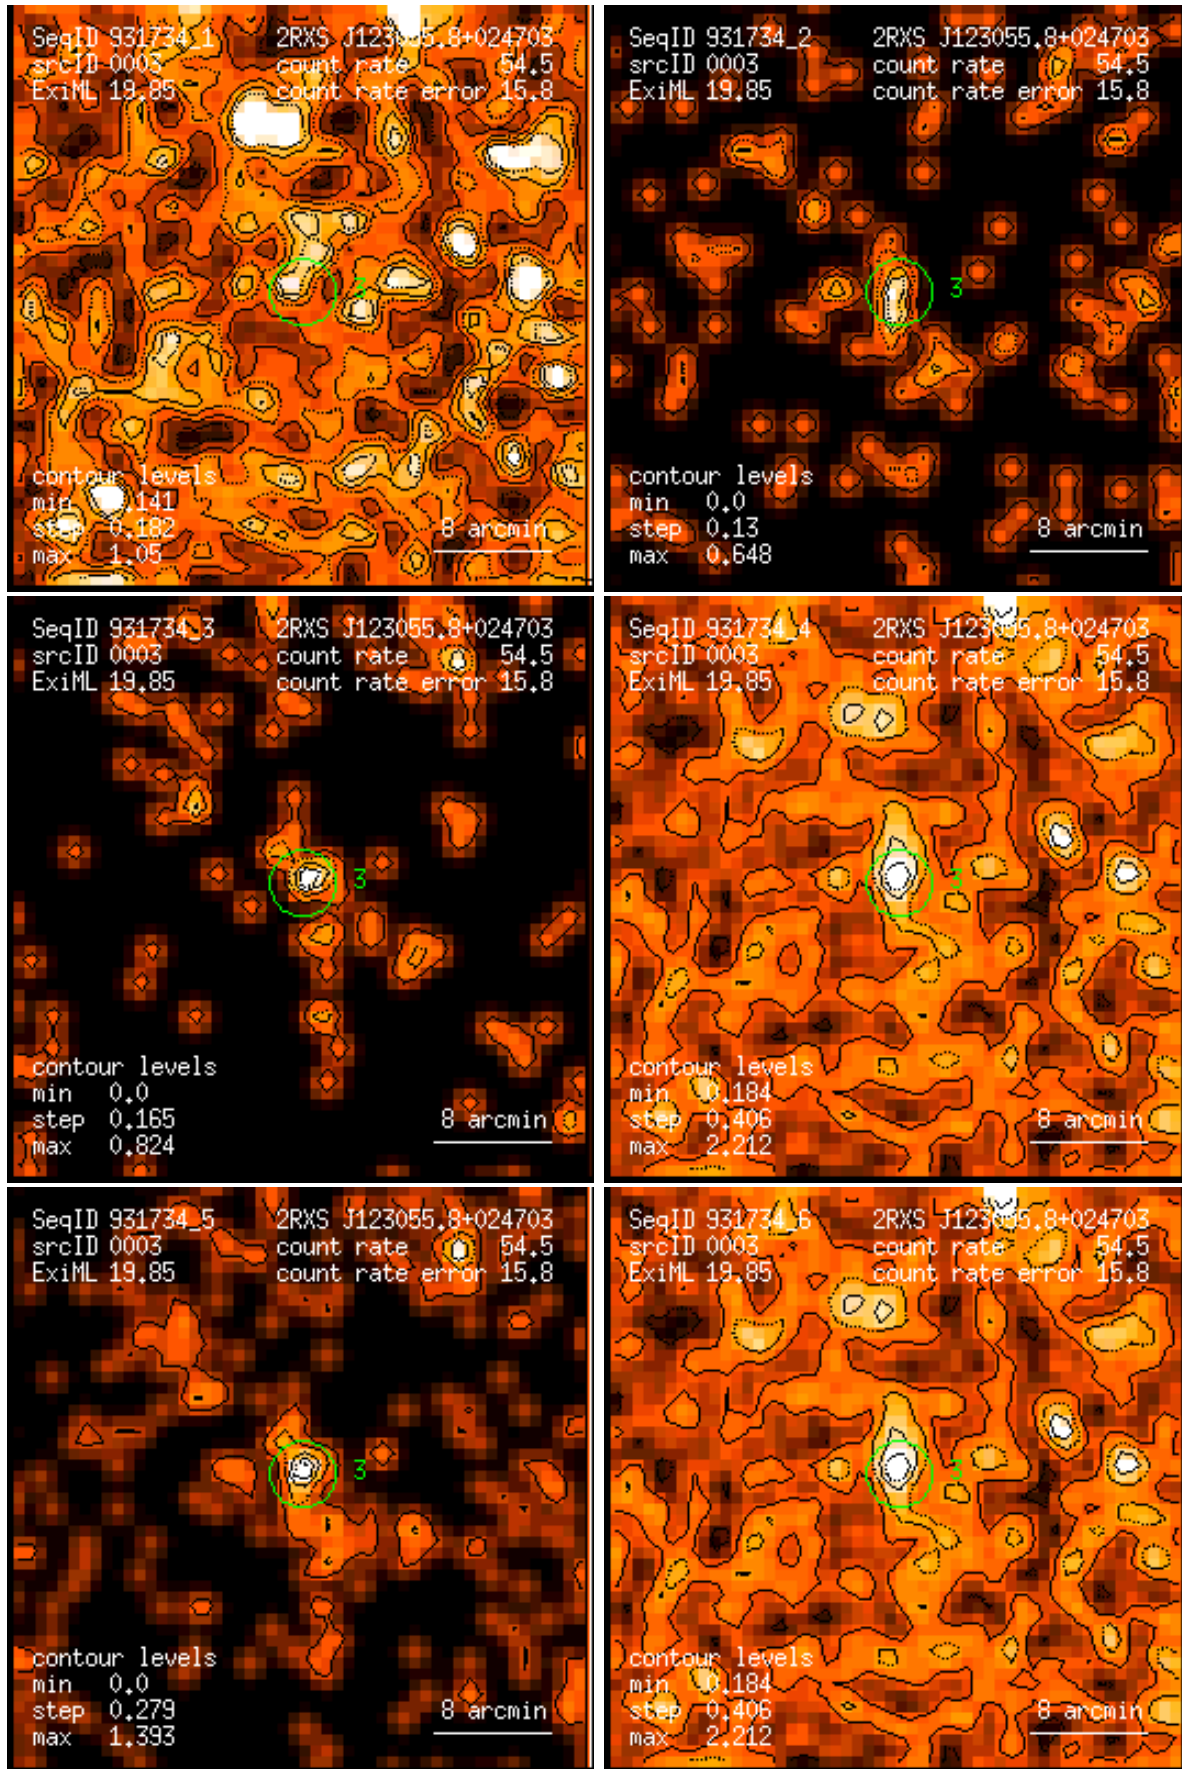 SeqID 931734_1 2RXS J123055.8+024703
srcID 0003 count rate 54.5
ExiML 19.85 count rate error 15.8
3
contour levels
min 0.141
step 0.182 8 arcmin
max 1.05
SeqID 931734_2 2RXS J123055.8+024703
srcID 0003 count rate 54.5
ExiML 19.85 count rate error 15.8
3
contour levels
min 0.0
step 0.13 8 arcmin
max 0.648
SeqID 931734_3 2RXS J123055.8+024703
srcID 0003 count rate 54.5
ExiML 19.85 count rate error 15.8
3
contour levels
min 0.0
step 0.165 8 arcmin
max 0.824
SeqID 931734_4 2RXS J123055.8+024703
srcID 0003 count rate 54.5
ExiML 19.85 count rate error 15.8
3
contour levels
min 0.184
step 0.406 8 arcmin
max 2.212
SeqID 931734_5 2RXS J123055.8+024703
srcID 0003 count rate 54.5
ExiML 19.85 count rate error 15.8
3
contour levels
min 0.0
step 0.279 8 arcmin
max 1.393
SeqID 931734_6 2RXS J123055.8+024703
srcID 0003 count rate 54.5
ExiML 19.85 count rate error 15.8
3
contour levels
min 0.184
step 0.406 8 arcmin
max 2.212